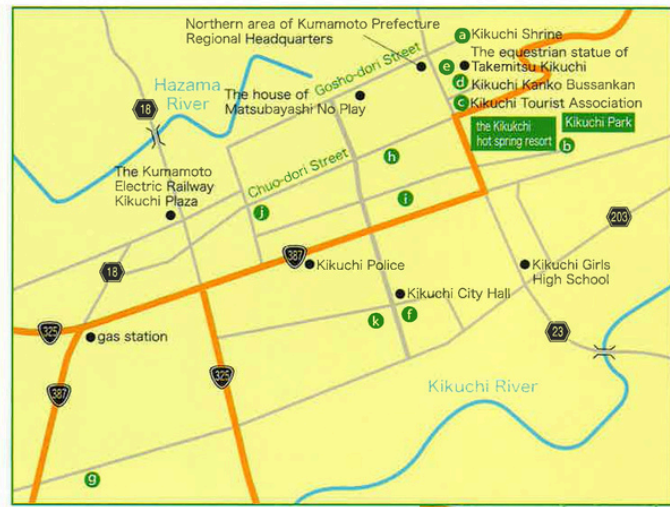 Northern area of Kumamoto Prefecture
Regional Headquarters
a Kikuchi Shrine
The equestrian statue of
e Takemitsu Kikuchi
d Kikuchi Kanko Bussankan
c Kikuchi Tourist Association
the Kikukchi
hot spring resort
Kikuchi Park
b
Hazama
River
18
Gosho-dori Street
The house of
Matsubayashi No Play
Chuo-dori Street
h
The Kumamoto
Electric Railway
Kikuchi Plaza
i
j
203
18
387
Kikuchi Police
Kikuchi Girls
High School
Kikuchi City Hall
k
f
23
325
gas station
325
387
Kikuchi River
g